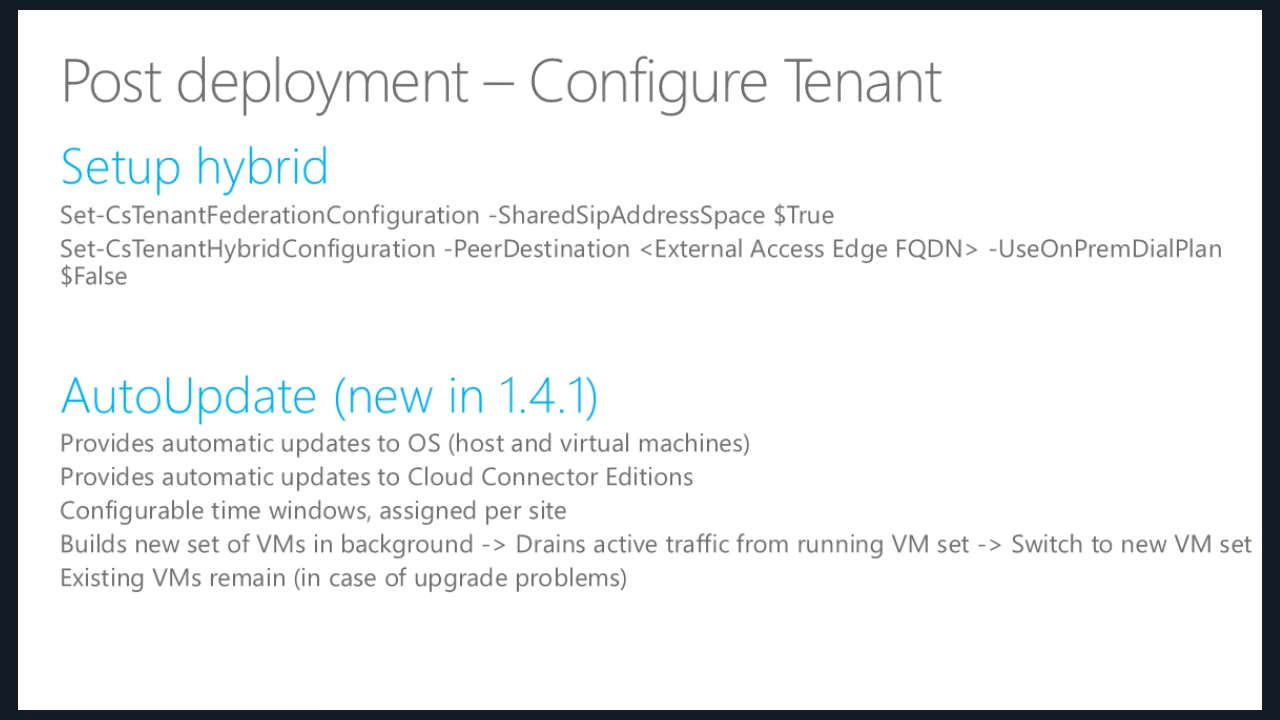 Post deployment – Configure Tenant
Setup hybrid
Set-CsTenantFederationConfiguration -SharedSipAddressSpace $True
Set-CsTenantHybridConfiguration -PeerDestination <External Access Edge FQDN> -UseOnPremDialPlan
$False
AutoUpdate (new in 1.4.1)
Provides automatic updates to OS (host and virtual machines)
Provides automatic updates to Cloud Connector Editions
Configurable time windows, assigned per site
Builds new set of VMs in background -> Drains active traffic from running VM set -> Switch to new VM set
Existing VMs remain (in case of upgrade problems)